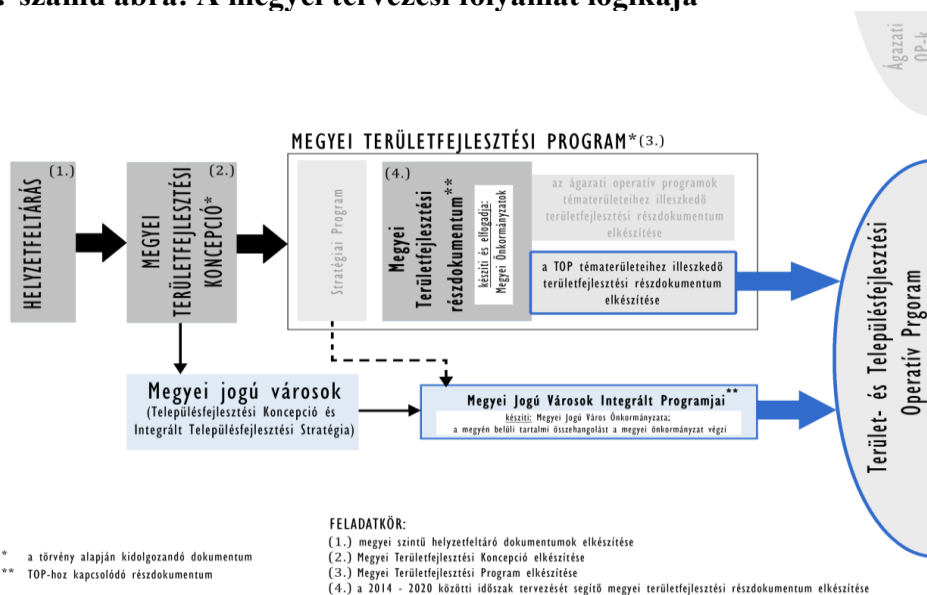 számú ábra: A megyei tervezési folyamat logikája
Ágazati
OP-k
MEGYEI TERÜLETFEJLESZTÉSI PROGRAM*(3.)
(1.)
HELYZETFELTÁRÁS
(2.)
MEGYEI
TERÜLETFEJLESZTÉSI
KONCEPCIÓ*
Stratégiai Program
(4.)
Megyei
Területfejlesztési
részdokumentum**
készíti és elfogadja:
Megyei Önkormányzatok
az ágazati operatív programok
tématerületeihez illeszkedő
területfejlesztési részdokumentum
elkészítése
a TOP tématerületeihez illeszkedő
területfejlesztési részdokumentum
elkészítése
Terület- és Településfejlesztési
Operatív Prgoram
Megyei jogú városok
(Településfejlesztési Koncepció és
Integrált Településfejlesztési Stratégia)
Megyei Jogú Városok Integrált Programjai**
készíti: Megyei Jogú Város Önkormányzata;
a megyén belüli tartalmi összehangolást a megyei önkormányzat végzi
* a törvény alapján kidolgozandó dokumentum
** TOP-hoz kapcsolódó részdokumentum
FELADATKÖR:
(1.) megyei szintű helyzetfeltáró dokumentumok elkészítése
(2.) Megyei Területfejlesztési Koncepció elkészítése
(3.) Megyei Területfejlesztési Program elkészítése
(4.) a 2014 - 2020 közötti időszak tervezését segítő megyei területfejlesztési részdokumentum elkészítése